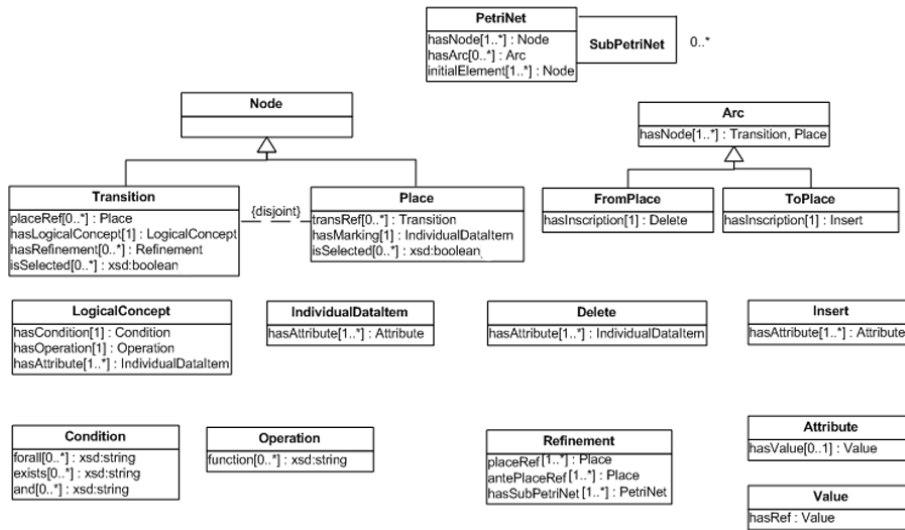 PetriNet
hasNode[1..*] : Node
hasArc[0..*] : Arc
initialElement[1..*] : Node
SubPetriNet
0..*
Node
Arc
hasNode[1..*] : Transition, Place
Transition
placeRef[0..*] : Place
hasLogicalConcept[1] : LogicalConcept
hasRefinement[0..*] : Refinement
isSelected[0..*] : xsd:boolean
{disjoint}
Place
transRef[0..*] : Transition
hasMarking[1] : IndividualDataItem
isSelected[0..*] : xsd:boolean
FromPlace
hasInscription[1] : Delete
ToPlace
hasInscription[1] : Insert
LogicalConcept
hasCondition[1] : Condition
hasOperation[1] : Operation
hasAttribute[1..*] : IndividualDataItem
IndividualDataItem
hasAttribute[1..*] : Attribute
Delete
hasAttribute[1..*] : IndividualDataItem
Insert
hasAttribute[1..*] : Attribute
Condition
forall[0..*] : xsd:string
exists[0..*] : xsd:string
and[0..*] : xsd:string
Operation
function[0..*] : xsd:string
Refinement
placeRef[1..*] : Place
antePlaceRef[1..*] : Place
hasSubPetriNet[1..*] : PetriNet
Attribute
hasValue[0..1] : Value
Value
hasRef : Value